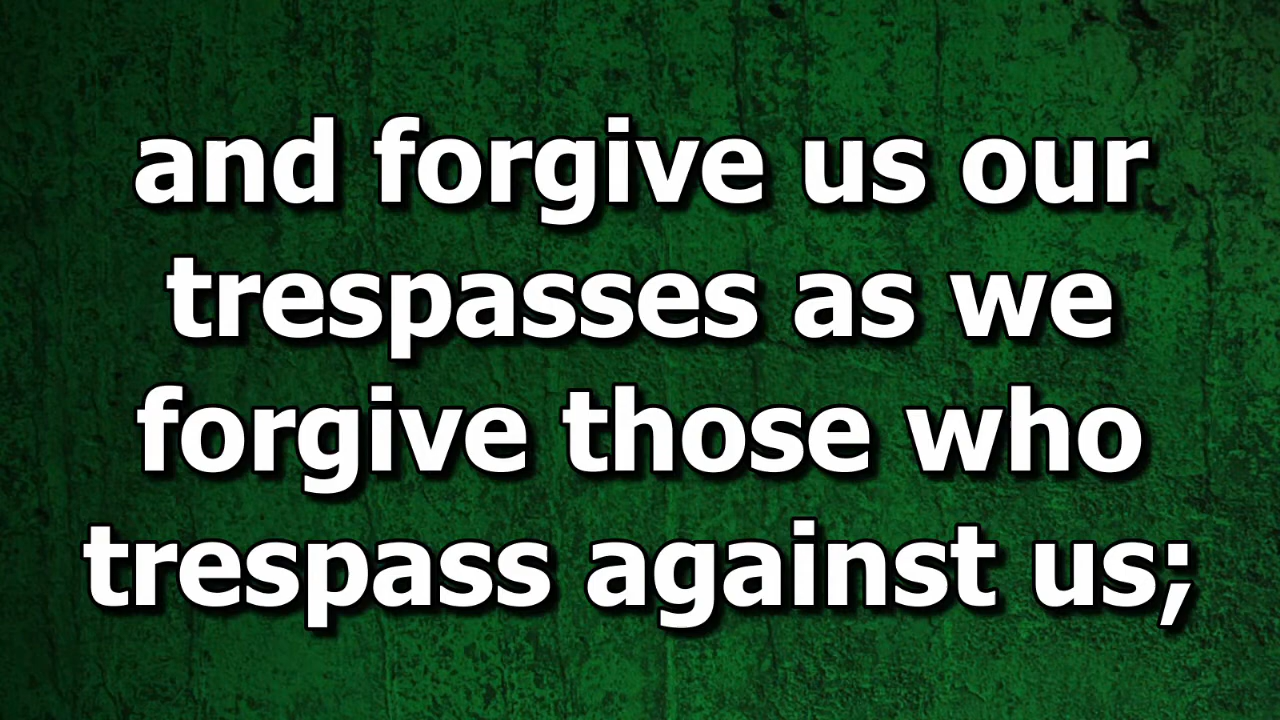 and forgive us our
trespasses as we
forgive those who
trespass against us;